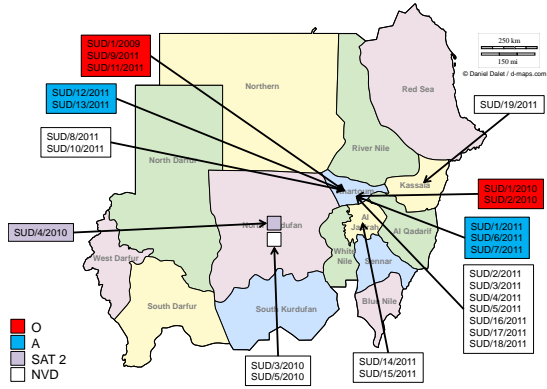 SUD/1/2009
SUD/9/2011
SUD/11/2011
250 km
150 mi
© Daniel Dalet / d-maps.com
Northern
Red Sea
SUD/12/2011
SUD/13/2011
SUD/19/2011
SUD/8/2011
SUD/10/2011
River Nile
North Darfur
Kassala
SUD/1/2010
SUD/2/2010
Al
SUD/4/2010
Al Qadarif
SUD/1/2011
SUD/6/2011
SUD/7/2011
White
Nile
West Darfur
Sennar
SUD/2/2011
SUD/3/2011
SUD/4/2011
SUD/5/2011
SUD/16/2011
SUD/17/2011
SUD/18/2011
South Darfur
South Kurdufan
Blue Nile
O
A
SAT 2
NVD
SUD/3/2010
SUD/5/2010
SUD/14/2011
SUD/15/2011